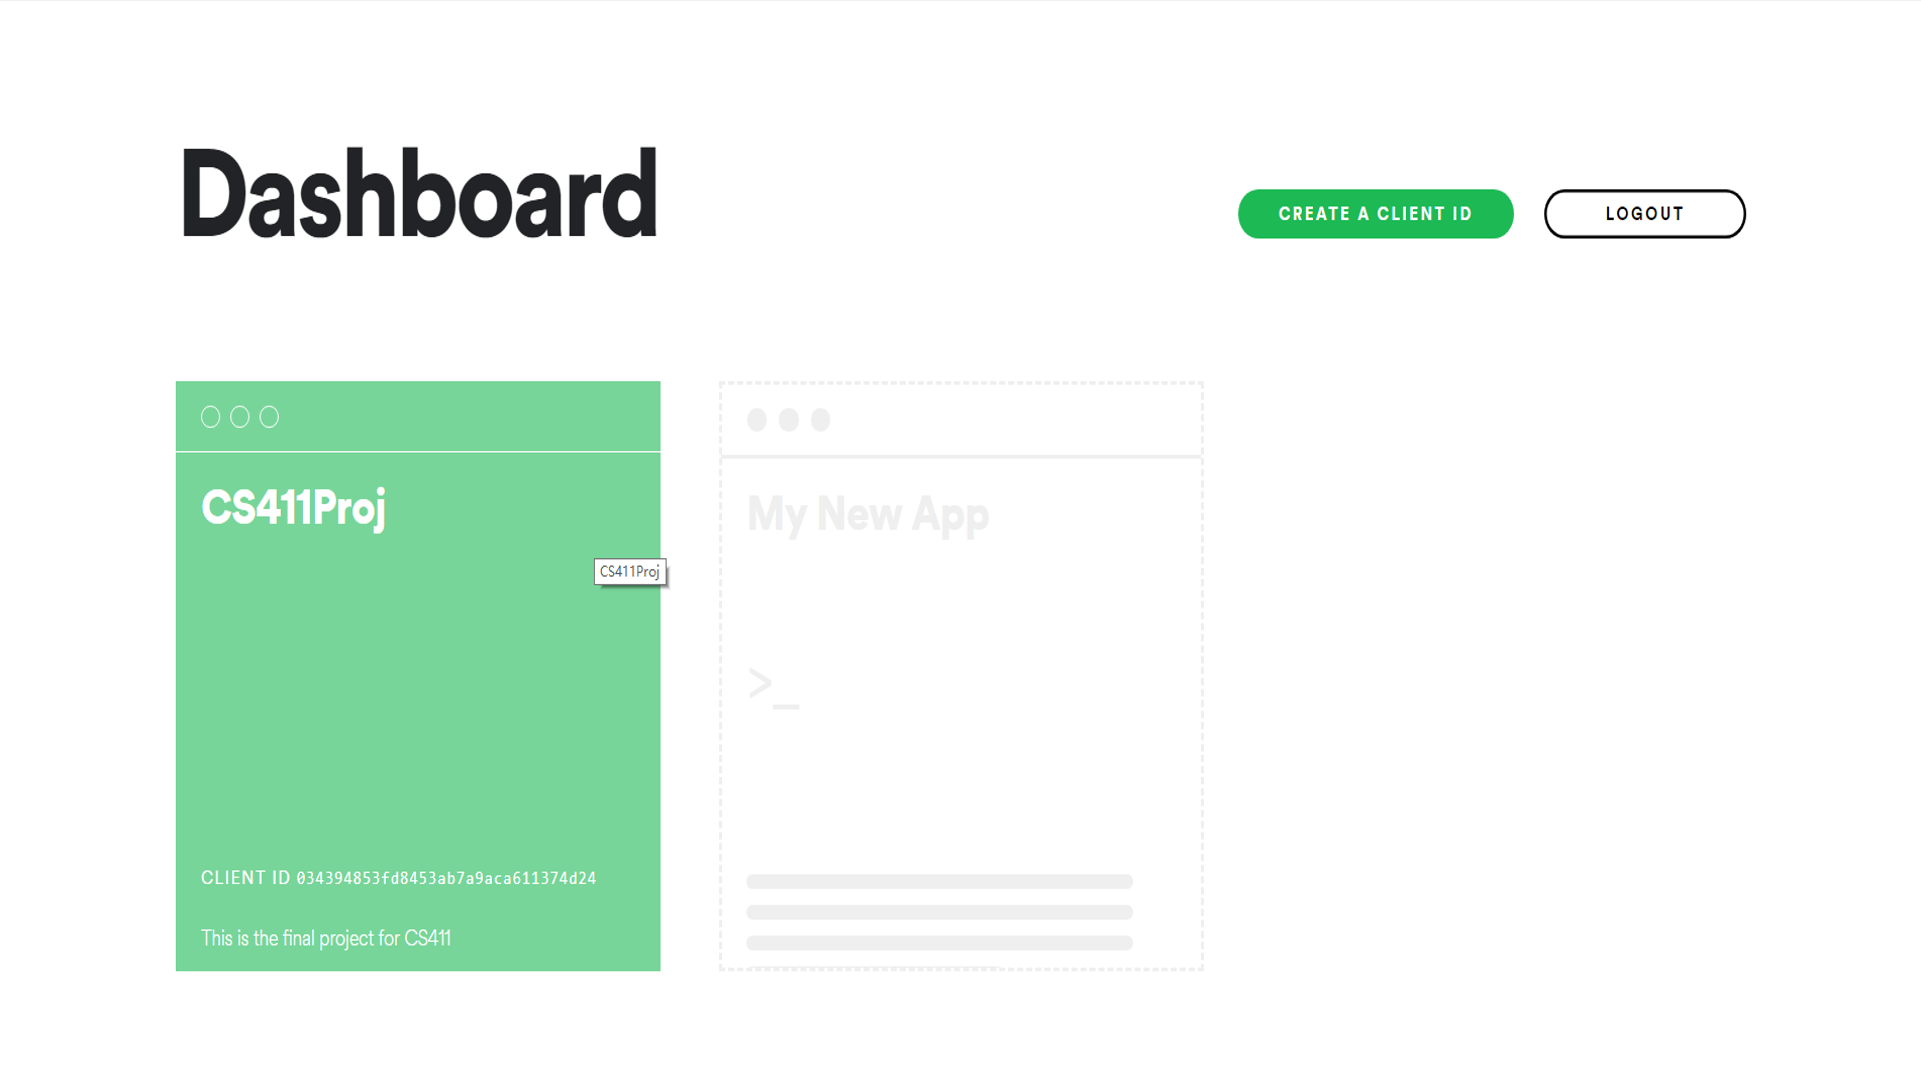 Dashboard
CREATE A CLIENT ID
LOGOUT
CS411Proj
CS411Proj
CLIENT ID 034394853fd8453ab7a9aca611374d24
This is the final project for CS411
My New App
>_